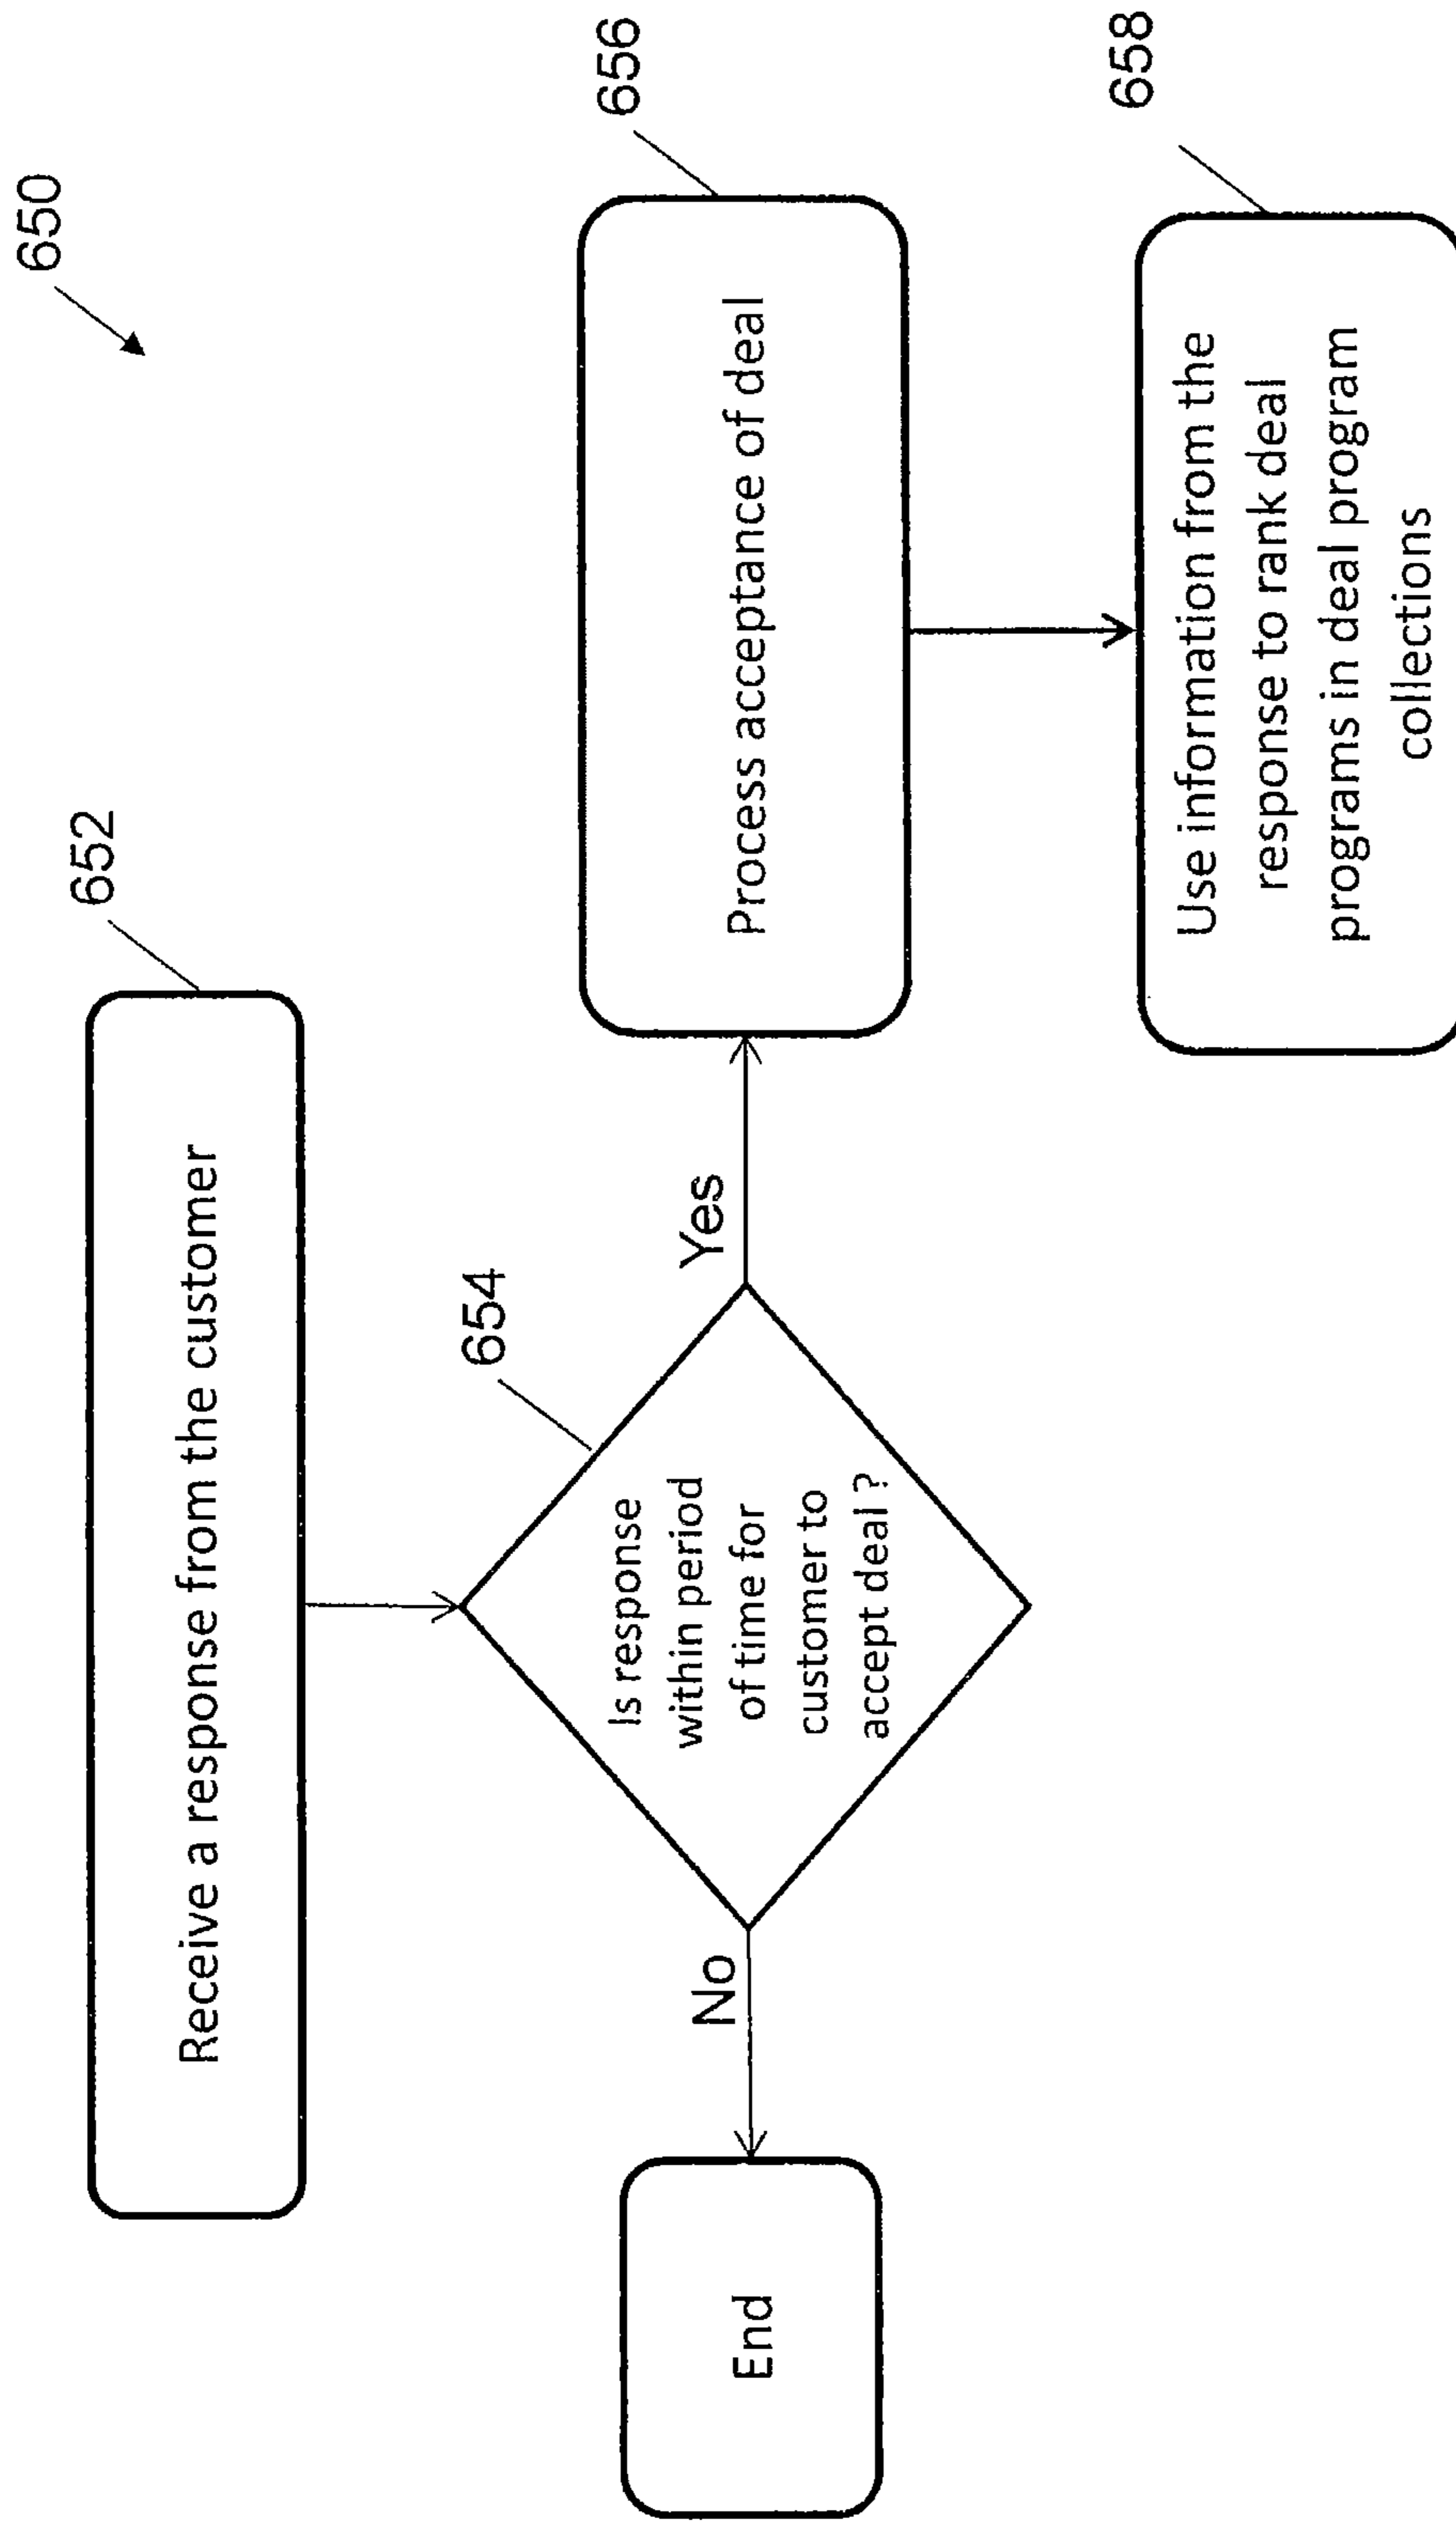 650
652
Receive a response from the customer
654
Is response
within period
of time for
customer to
accept deal ?
No
Yes
End
656
Process acceptance of deal
658
Use information from the
response to rank deal
programs in deal program
collections